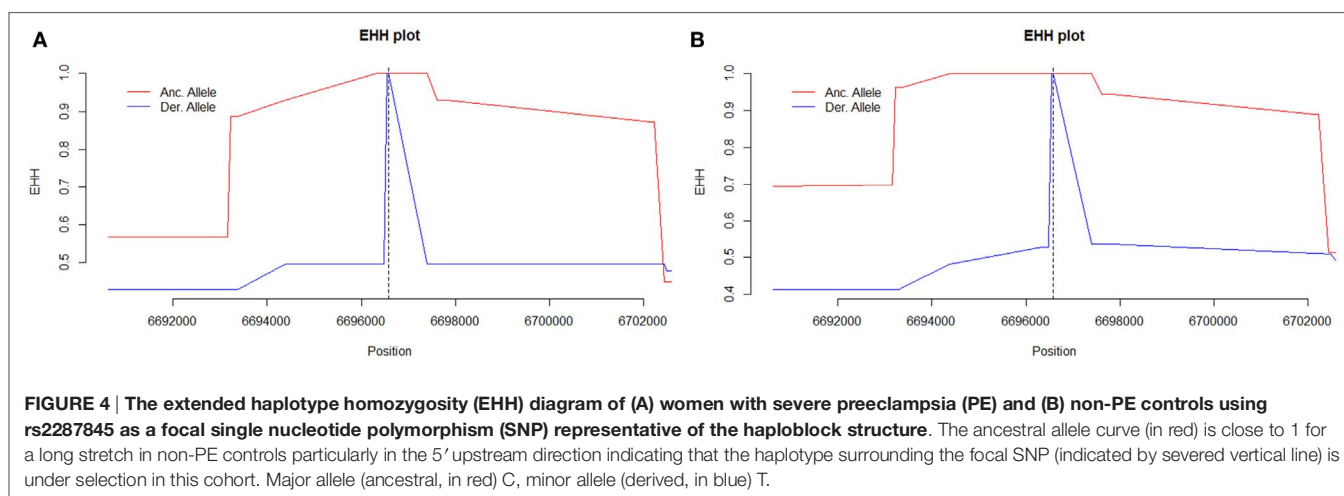 A
EHH plot
Anc. Allele
Der. Allele
EHH
1.0
0.9
0.8
0.7
0.6
0.5
6692000 6694000 6696000 6698000 6700000 6702000
Position
B
EHH plot
Anc. Allele
Der. Allele
EHH
1.0
0.9
0.8
0.7
0.6
0.5
0.4
6692000 6694000 6696000 6698000 6700000 6702000
Position
FIGURE 4 | The extended haplotype homozygosity (EHH) diagram of (A) women with severe preeclampsia (PE) and (B) non-PE controls using
rs2287845 as a focal single nucleotide polymorphism (SNP) representative of the haploblock structure. The ancestral allele curve (in red) is close to 1 for
a long stretch in non-PE controls particularly in the 5′ upstream direction indicating that the haplotype surrounding the focal SNP (indicated by severed vertical line) is
under selection in this cohort. Major allele (ancestral, in red) C, minor allele (derived, in blue) T.